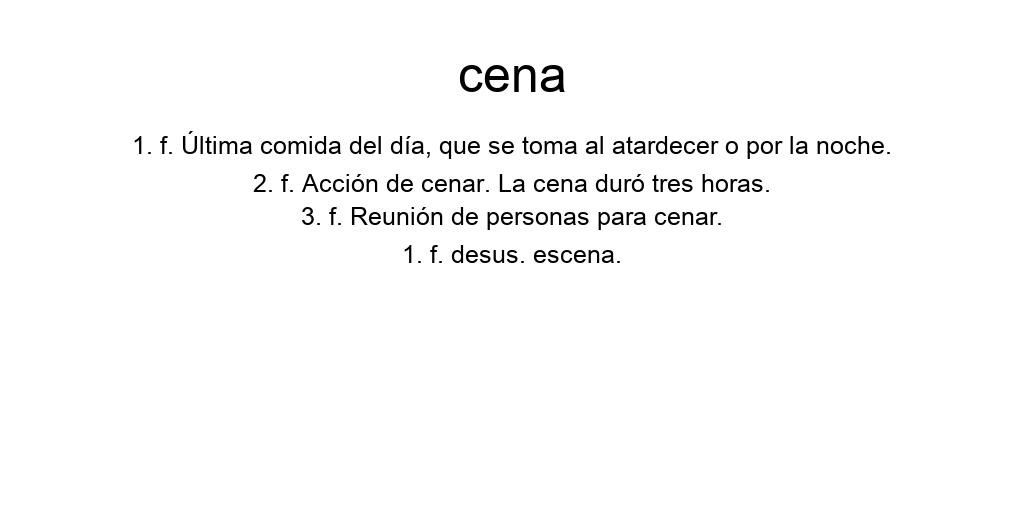 cena
1. f. Última comida del día, que se toma al atardecer o por la noche.
2. f. Acción de cenar. La cena duró tres horas.
3. f. Reunión de personas para cenar.
1. f. desus. escena.